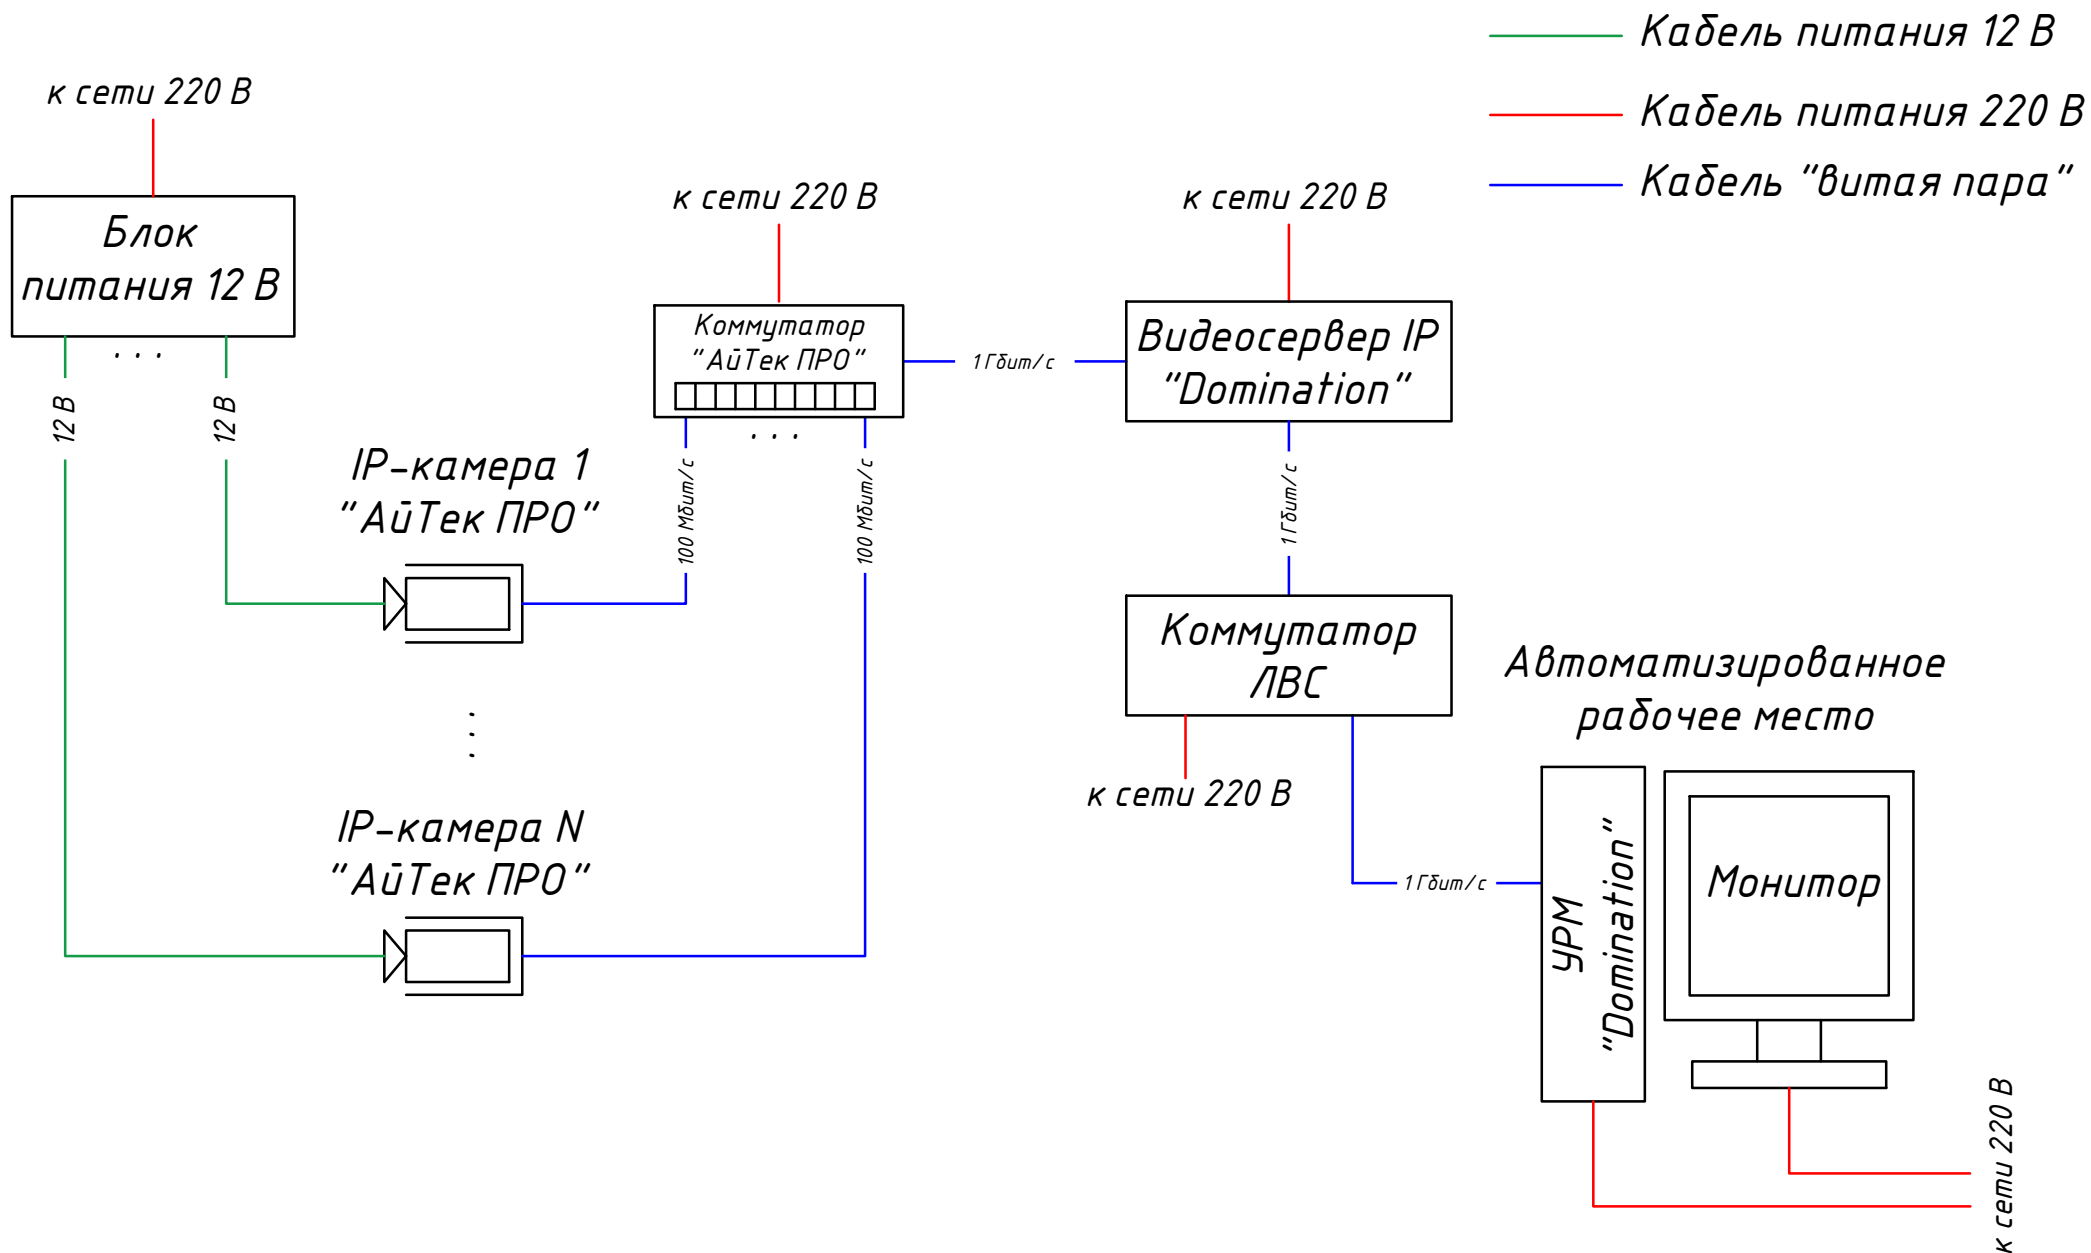 Кабель питания 12 В
Кабель питания 220 В
Кабель "витая пара"
к сети 220 В
Блок
питания 12 В
. . .
12 В
12 В
к сети 220 В
Коммутатор
"АйТек ПРО"
. . .
1 Гбит/с
к сети 220 В
Видеосервер IP
"Domination"
IP-камера 1
"АйТек ПРО"
100 Мбит/с
100 Мбит/с
1 Гбит/с
. . .
IP-камера N
"АйТек ПРО"
Коммутатор
ЛВС
к сети 220 В
1 Гбит/с
Автоматизированное
рабочее место
УРМ
"Domination"
Монитор
к сети 220 В